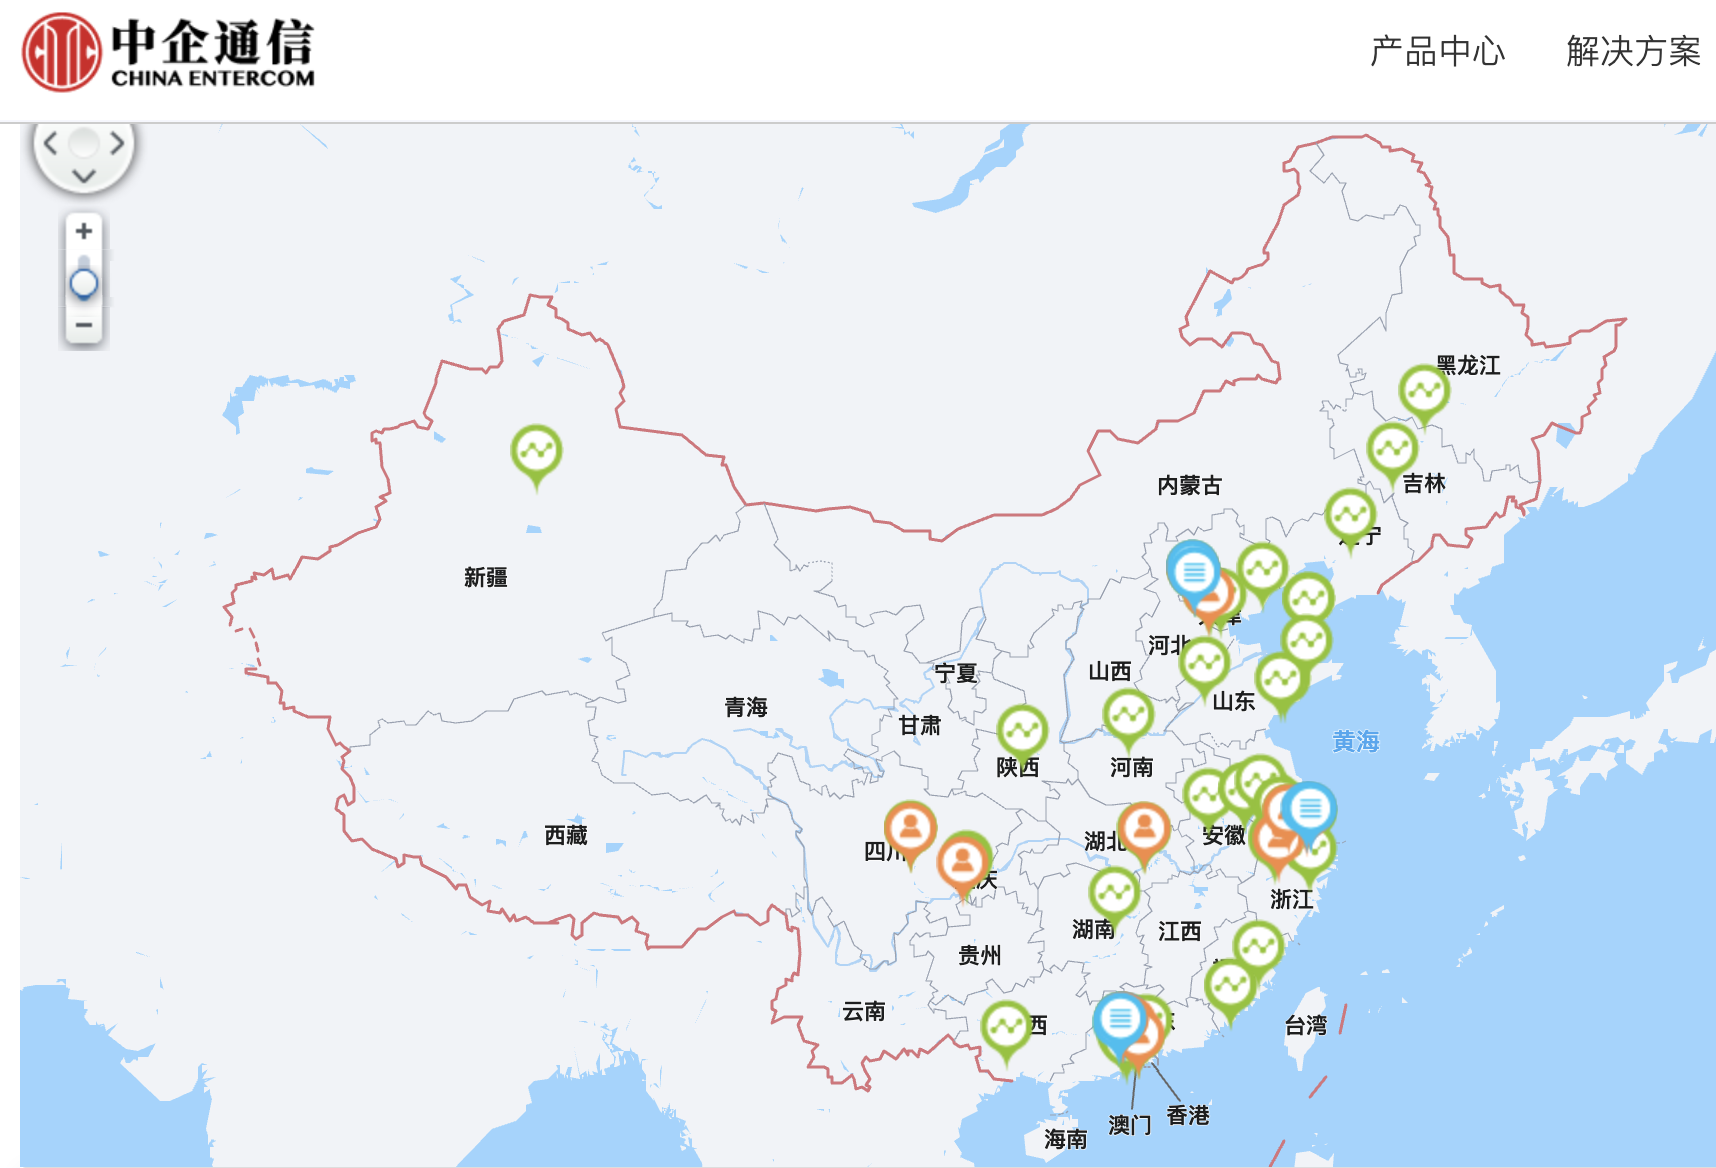 中企通信
CHINA ENTERCOM
产品中心
解决方案
黑龙江
吉林
内蒙古
新疆
河北
宁夏
山西
山东
青海
甘肃
黄海
陕西
河南
西藏
四川
湖北
安徽
庆
浙江
湖南
江西
贵州
云南
西
台湾
澳门
香港
海南